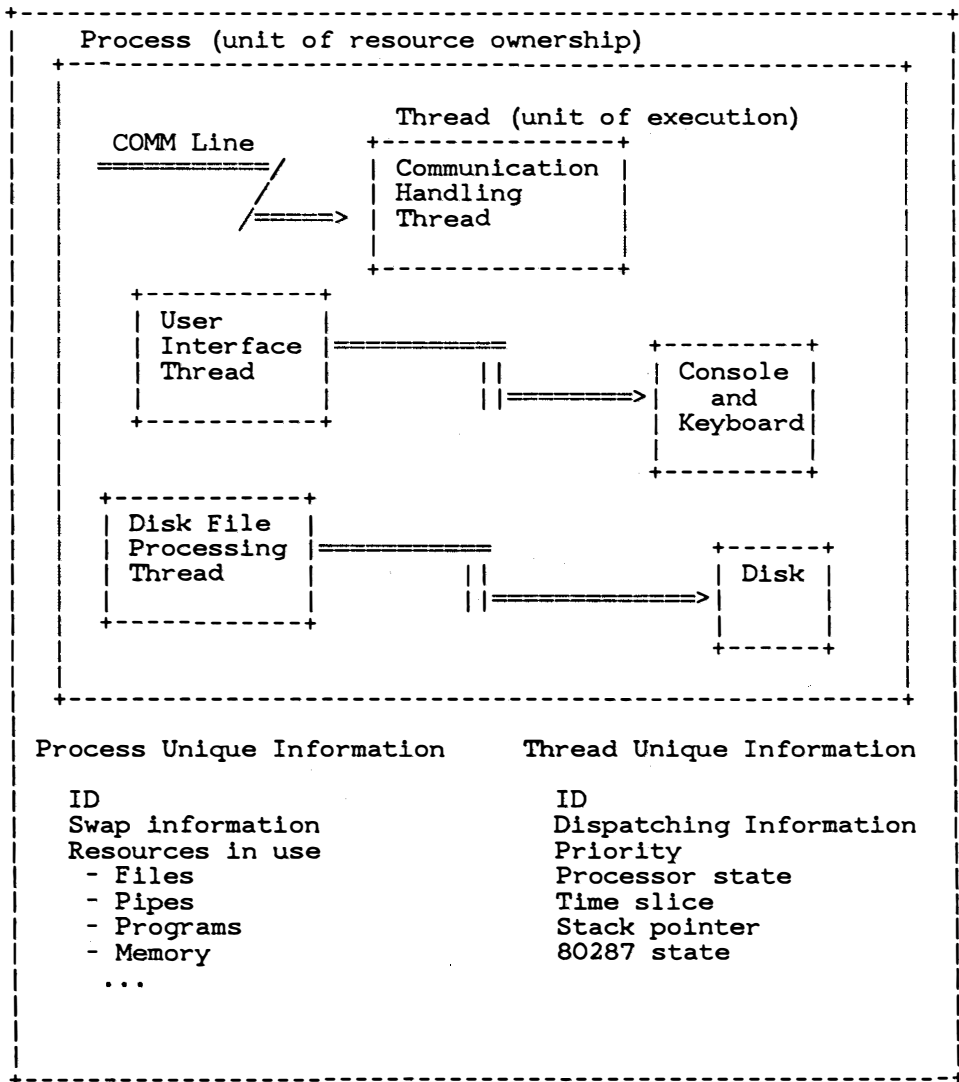 Process (unit of resource ownership)
Thread (unit of execution)
COMM Line
Communication
Handling
Thread
User
Interface
Thread
Console
and
Keyboard
Disk File
Processing
Thread
Disk
Process Unique Information
ID
Swap information
Resources in use
- Files
- Pipes
- Programs
- Memory
...
Thread Unique Information
ID
Dispatching Information
Priority
Processor state
Time slice
Stack pointer
80287 state